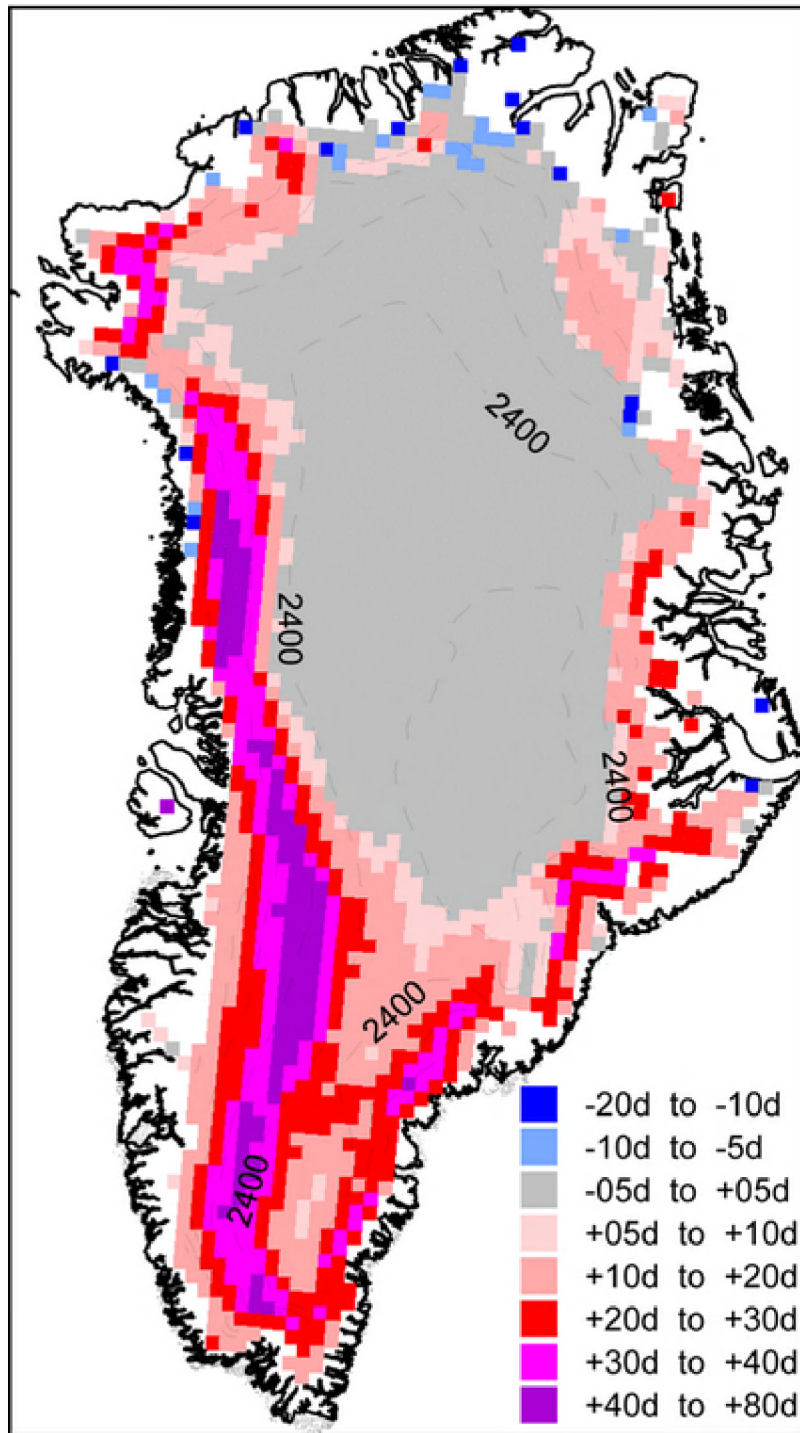 2400
2400
2400
2400
2400
-20d to -10d
-10d to -5d
-05d to +05d
+05d to +10d
+10d to +20d
+20d to +30d
+30d to +40d
+40d to +80d